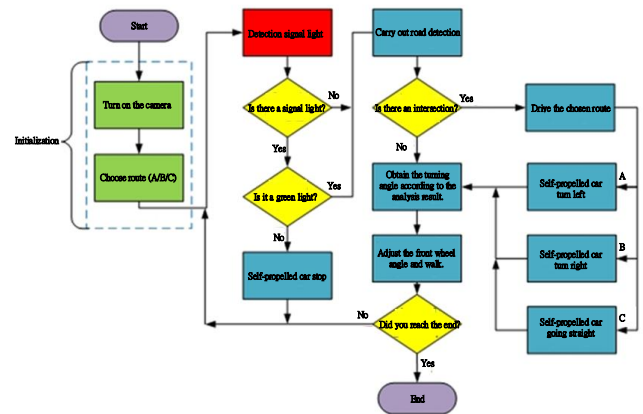 Start
Initialization
Turn on the camera
Choose route (A/B/C)
Detection signal light
Is there a signal light?
No
Yes
Is it a green light?
Yes
No
Self-propelled car stop
Carry out road detection
Is there an intersection?
Yes
No
Obtain the turning
angle according to the
analysis result.
Adjust the front wheel
angle and walk.
Did you reach the end?
No
Yes
End
Drive the chosen route
A
Self-propelled car
turn left
B
Self-propelled car
turn right
C
Self-propelled car
going straight